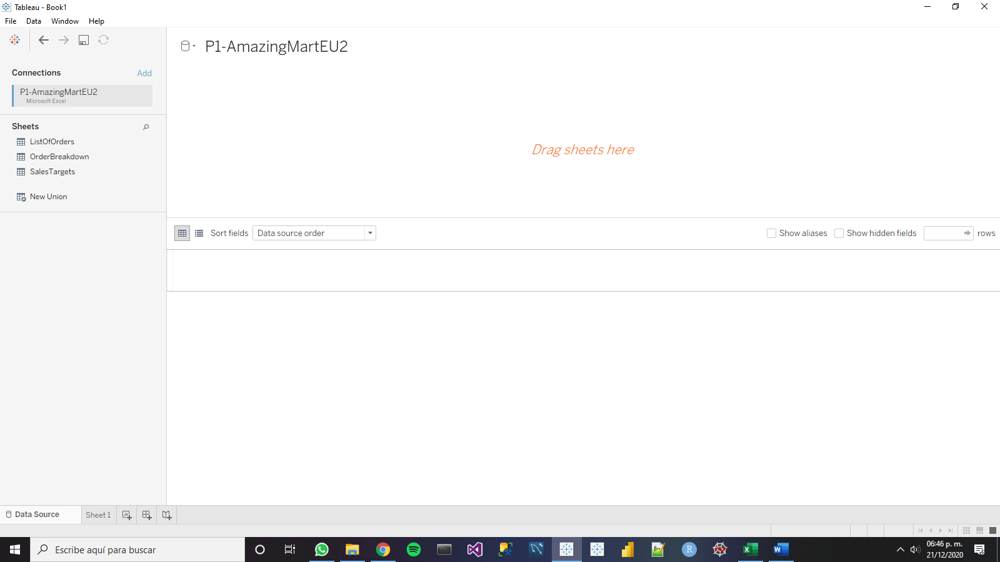 Tableau - Book1
File Data Window Help
P1-AmazingMartEU2
Connections Add
P1-AmazingMartEU2
Microsoft Excel
Sheets
ListOfOrders
OrderBreakdown
SalesTargets
New Union
Drag sheets here
Sort fields Data source order Show aliases Show hidden fields rows
Data Source Sheet 1
Escribe aquí para buscar
06:46 p. m.
21/12/2020